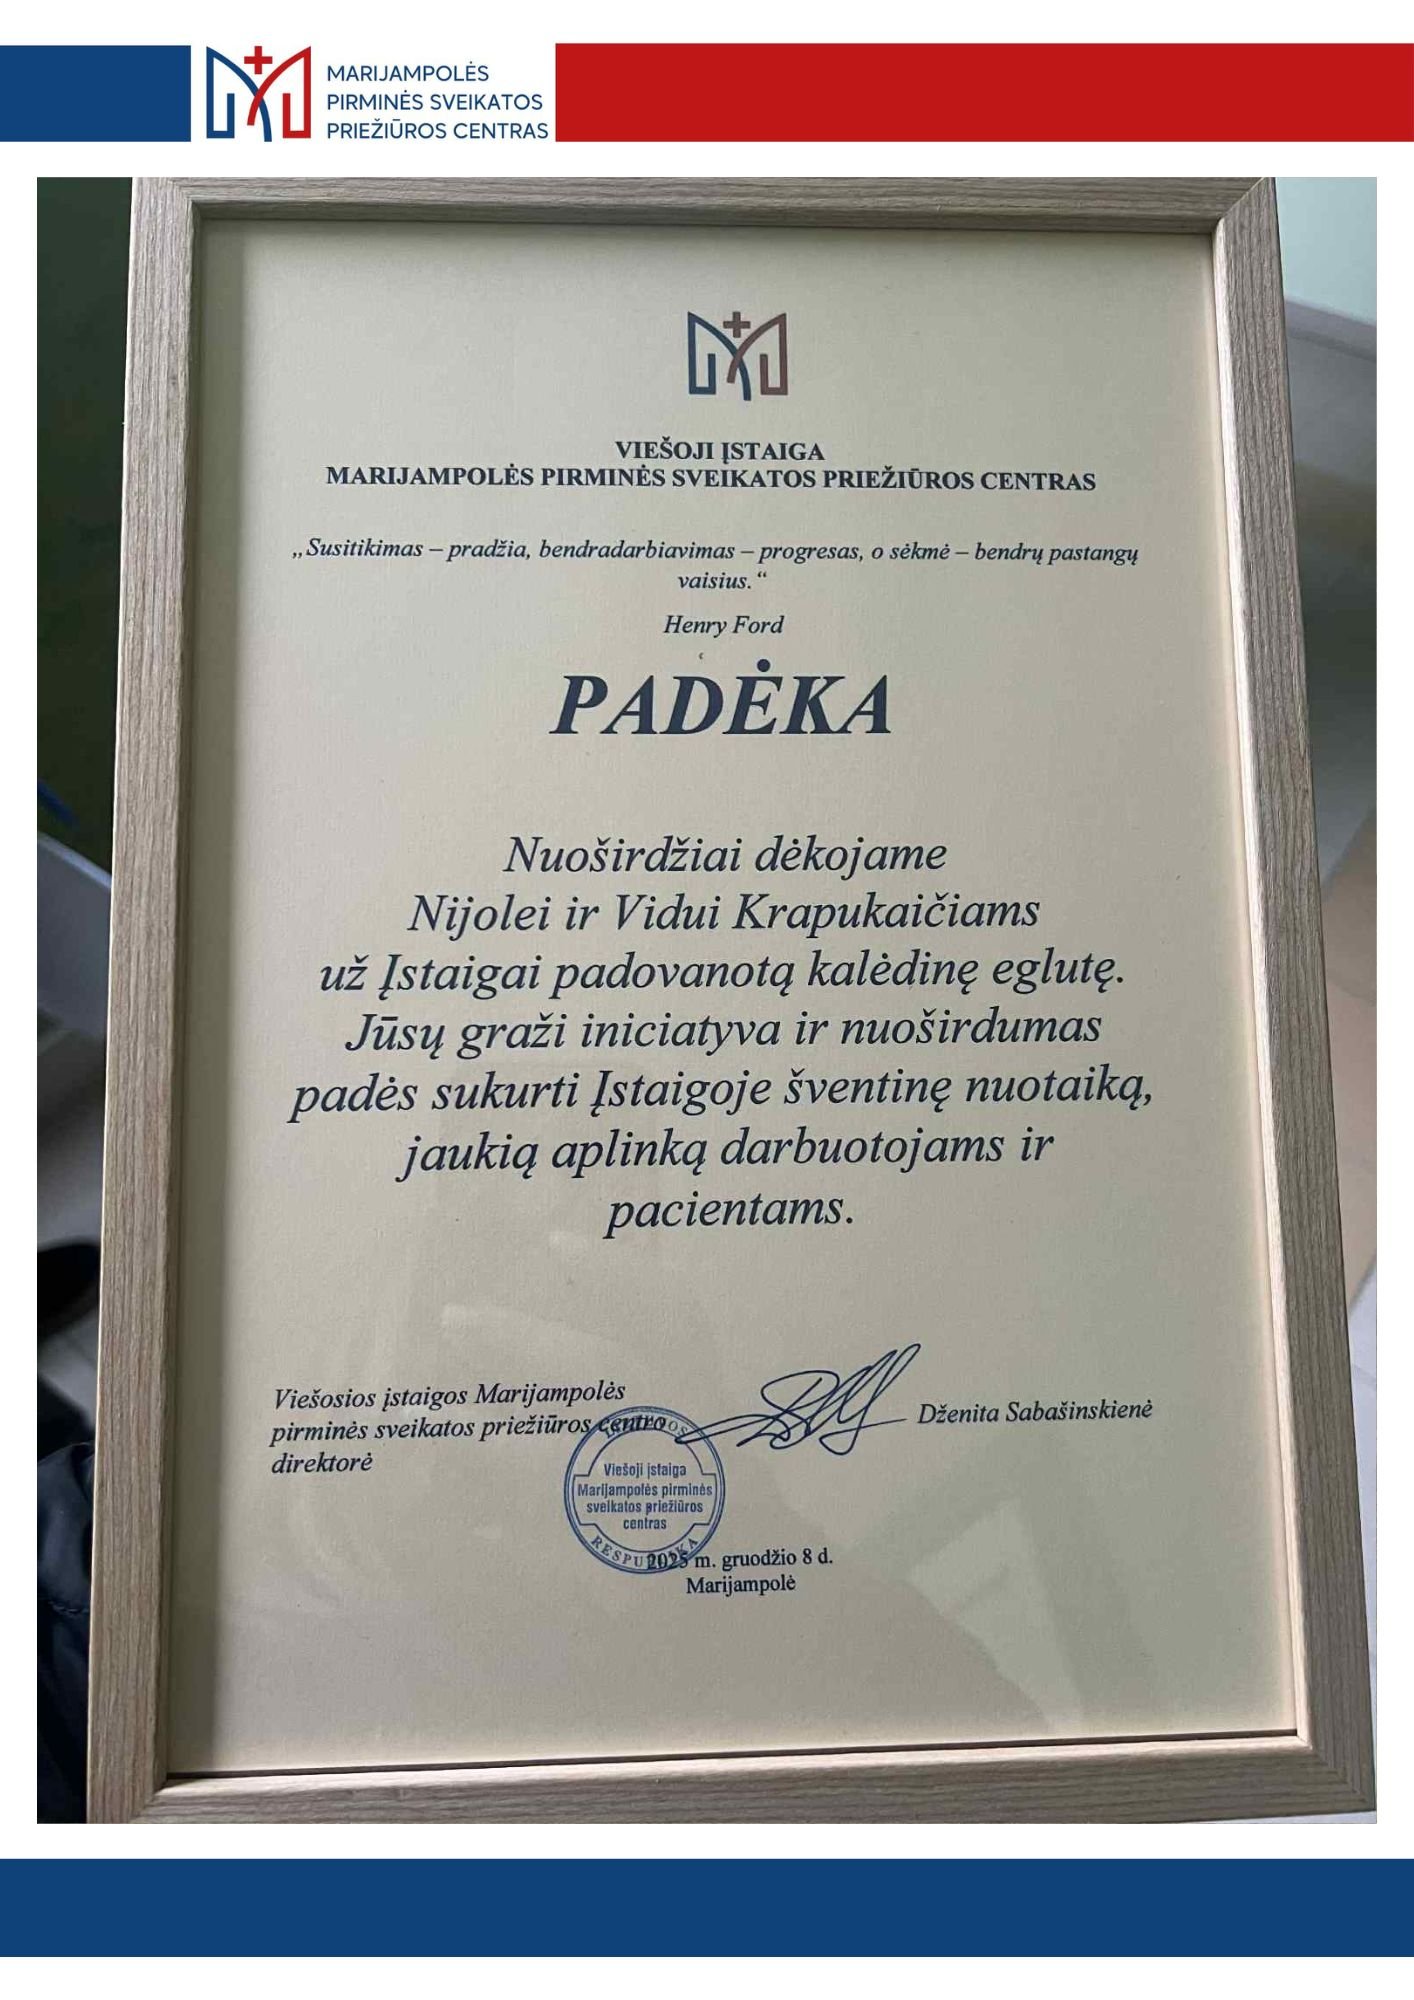 MARIJAMPOLĖS
PIRMINĖS SVEIKATOS
PRIEŽIŪROS CENTRAS
VIEŠOJI ĮSTAIGA
MARIJAMPOLĖS PIRMINĖS SVEIKATOS PRIEŽIŪROS CENTRAS
„Susitikimas – pradžia, bendradarbiavimas – progresas, o sėkmė – bendrų pastangų
vaisius.“
Henry Ford
PADĖKA
Nuoširdžiai dėkojame
Nijolei ir Vidui Krapukaičiams
už Įstaigai padovanotą kalėdinę eglutę.
Jūsų graži iniciatyva ir nuoširdumas
padės sukurti Įstaigoje šventinę nuotaiką,
jaukią aplinką darbuotojams ir
pacientams.
Viešosios įstaigos Marijampolės
pirminės sveikatos priežiūros centro
direktorė
Dženita Sabašinskienė
Viešoji įstaiga
Marijampolės pirminės
sveikatos priežiūros
centras
2025 m. gruodžio 8 d.
Marijampolė